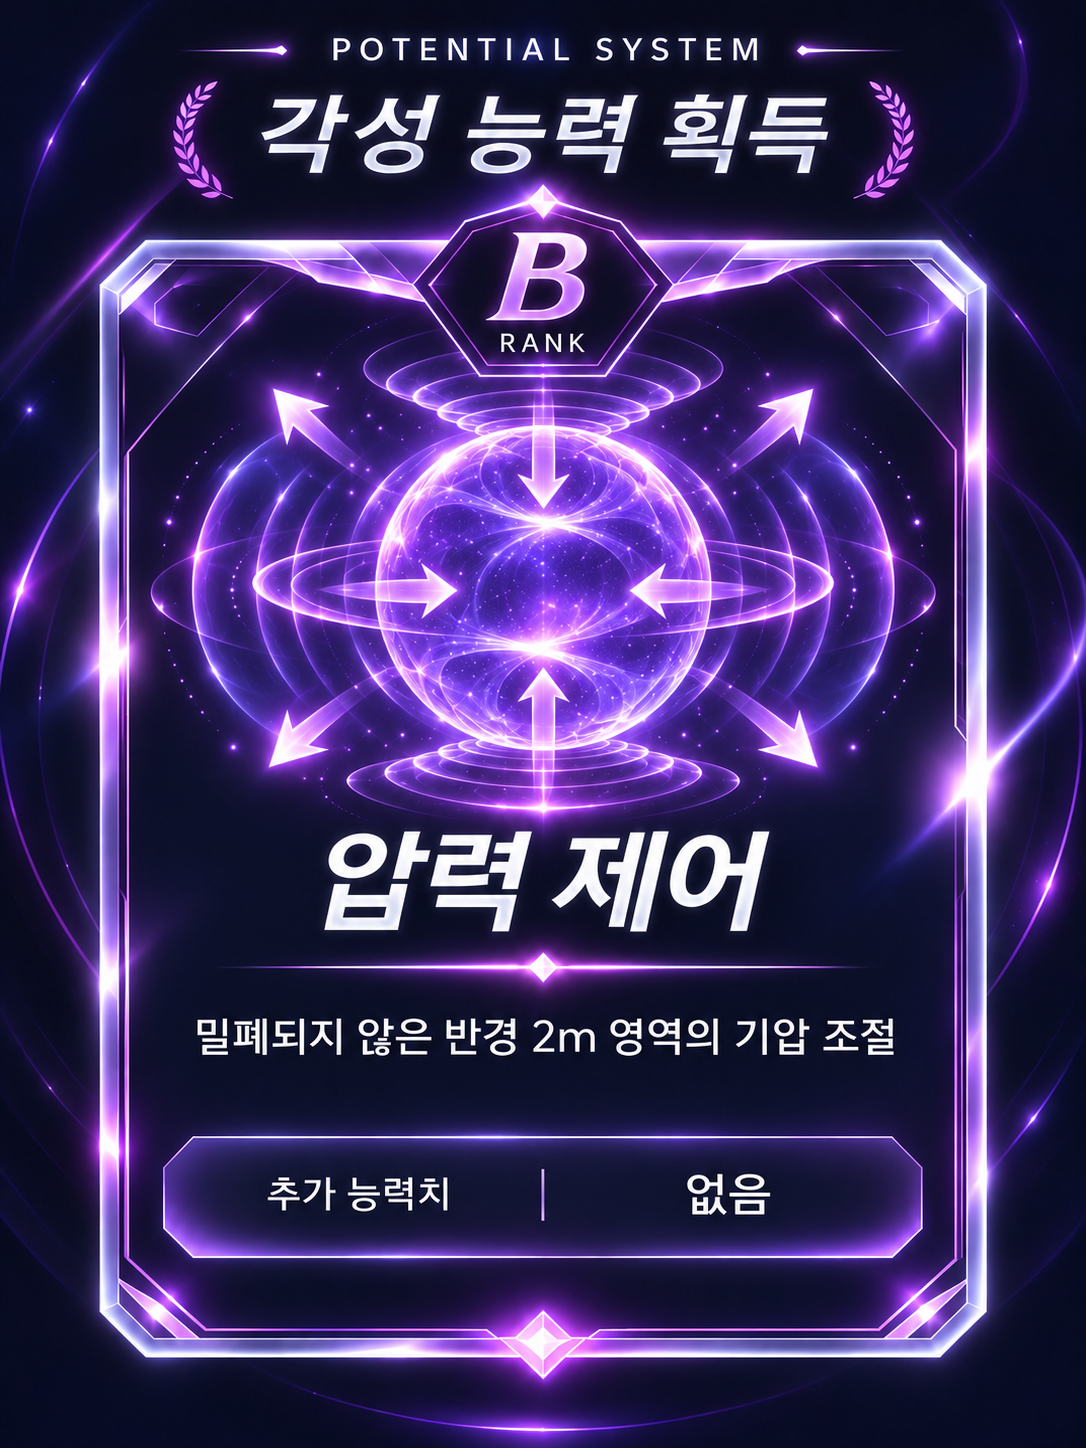 POTENTIAL SYSTEM
각성 능력 획득
B
RANK
압력 제어
밀폐되지 않은 반경 2m 영역의 기압 조절
추가 능력치 없음